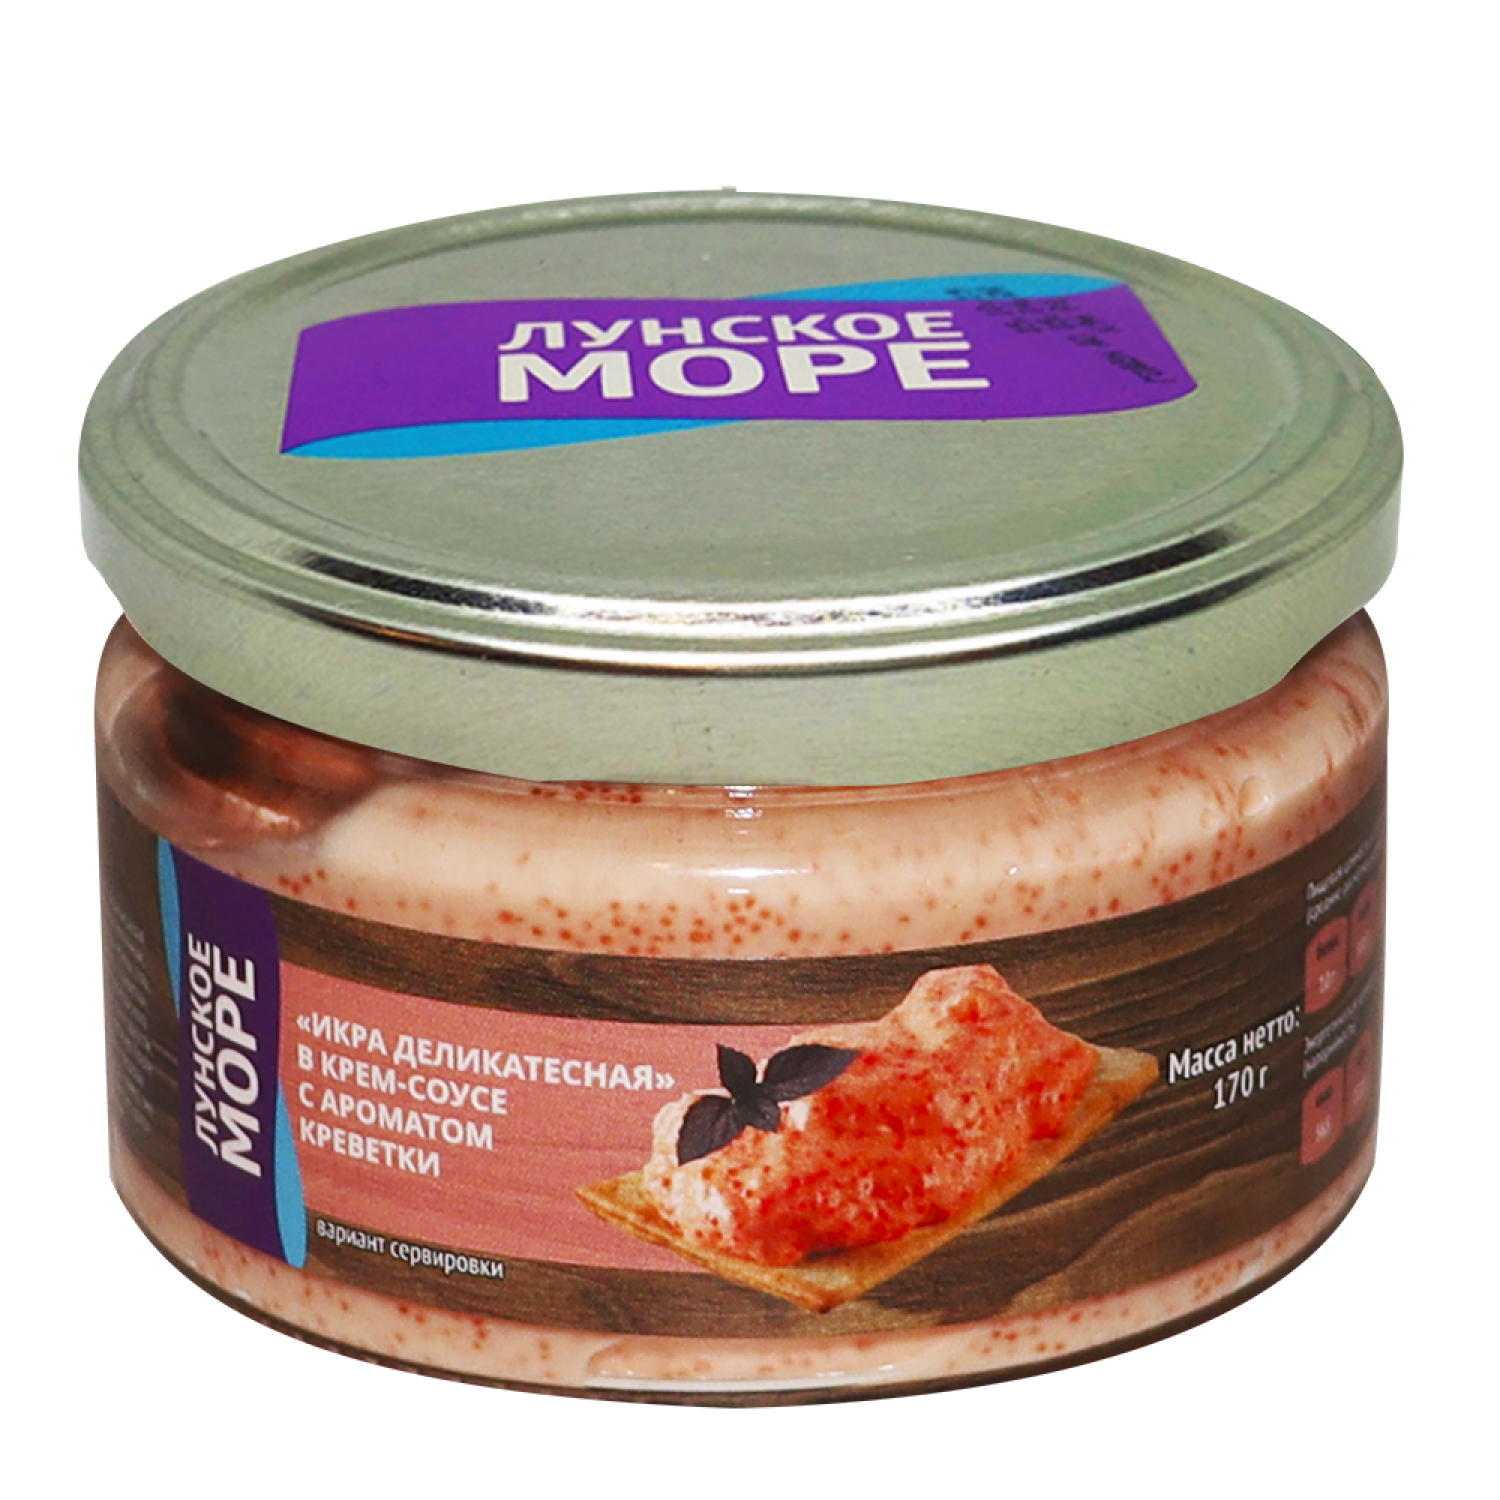 ЛУНСКОЕ
МОРЕ
ЛУНСКОЕ
МОРЕ
«ИКРА ДЕЛИКАТЕСНАЯ»
В КРЕМ-СОУСЕ
С АРОМАТОМ
КРЕВЕТКИ
вариант сервировки
Масса нетто:
170 г